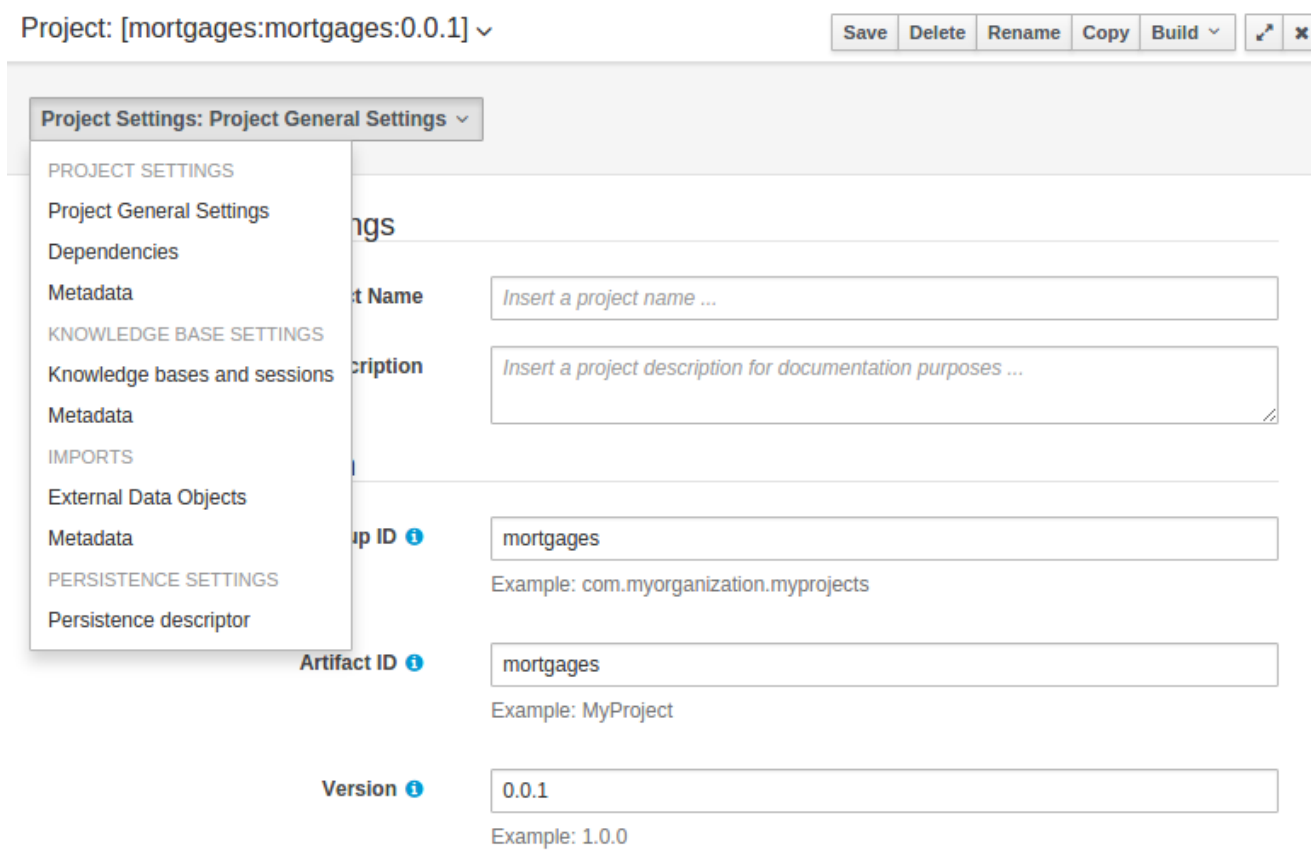 Project: [mortgages:mortgages:0.0.1]
Save Delete Rename Copy Build
Project Settings: Project General Settings
PROJECT SETTINGS
Project General Settings
ngs
Dependencies
Metadata
ct Name
Insert a project name ...
KNOWLEDGE BASE SETTINGS
Knowledge bases and sessions
cription
Insert a project description for documentation purposes ...
Metadata
IMPORTS
External Data Objects
Metadata
up ID
mortgages
PERSISTENCE SETTINGS
Example: com.myorganization.myprojects
Persistence descriptor
Artifact ID
mortgages
Example: MyProject
Version
0.0.1
Example: 1.0.0